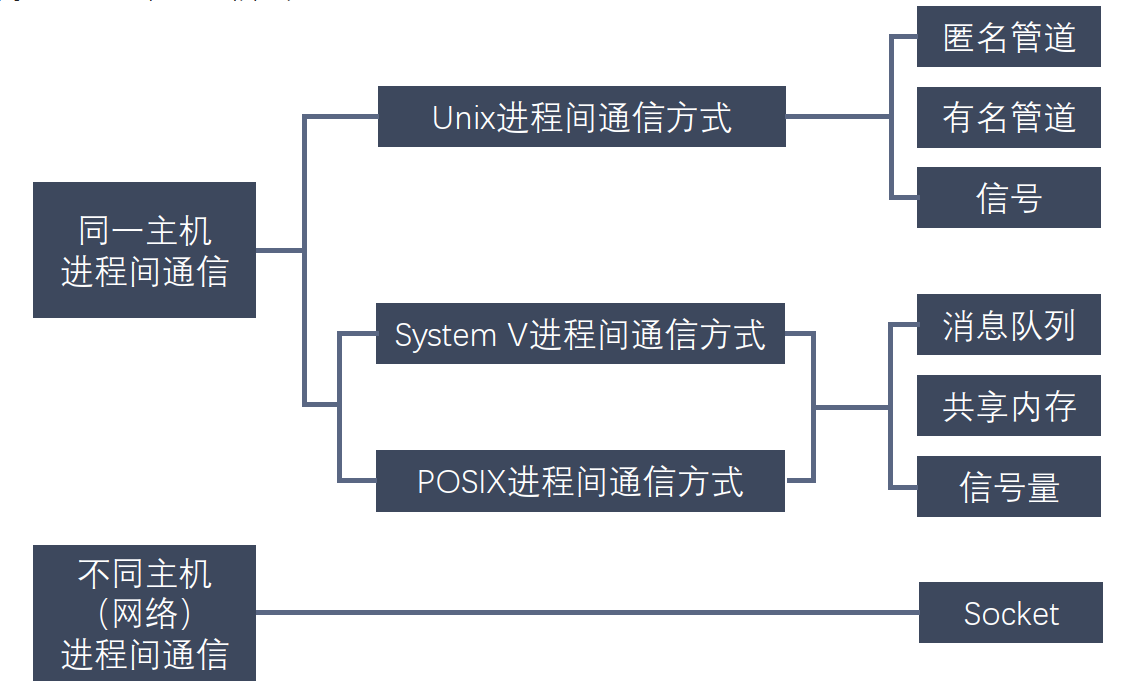 匿名管道
Unix进程间通信方式
有名管道
信号
同一主机
进程间通信
System V进程间通信方式
消息队列
共享内存
POSIX进程间通信方式
信号量
不同主机
（网络）
进程间通信
Socket